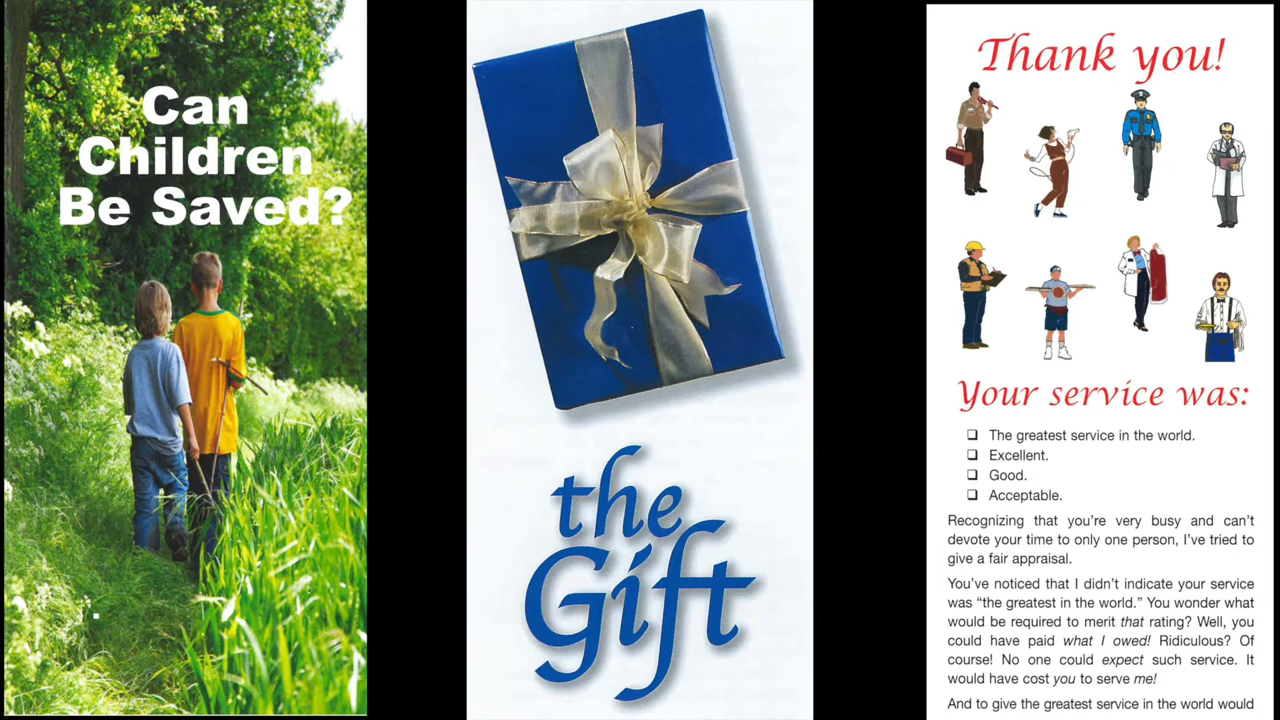 Can
Children
Be Saved?
the
Gift
Thank you!
Your service was:
❑ The greatest service in the world.
❑ Excellent.
❑ Good.
❑ Acceptable.
Recognizing that you're very busy and can't
devote your time to only one person, I've tried to
give a fair appraisal.
You've noticed that I didn't indicate your service
was “the greatest in the world.” You wonder what
would be required to merit that rating? Well, you
could have paid what I owed! Ridiculous? Of
course! No one could expect such service. It
would have cost you to serve me!
And to give the greatest service in the world would